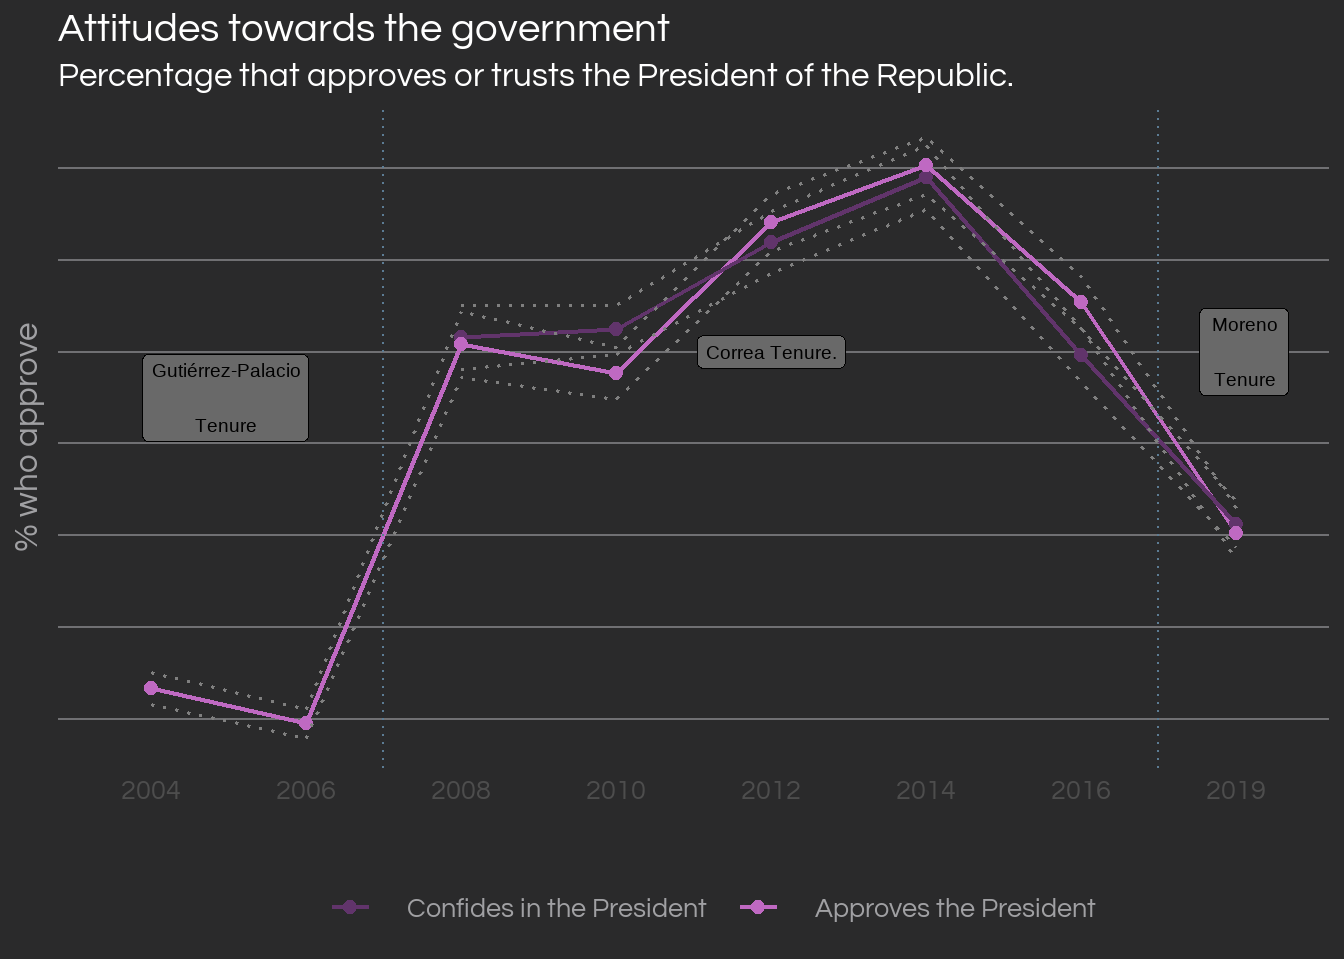 Attitudes towards the government
Percentage that approves or trusts the President of the Republic.
% who approve
Gutiérrez-Palacio
Tenure
Correa Tenure.
Moreno
Tenure
2004 2006 2008 2010 2012 2014 2016 2019
Confides in the President Approves the President